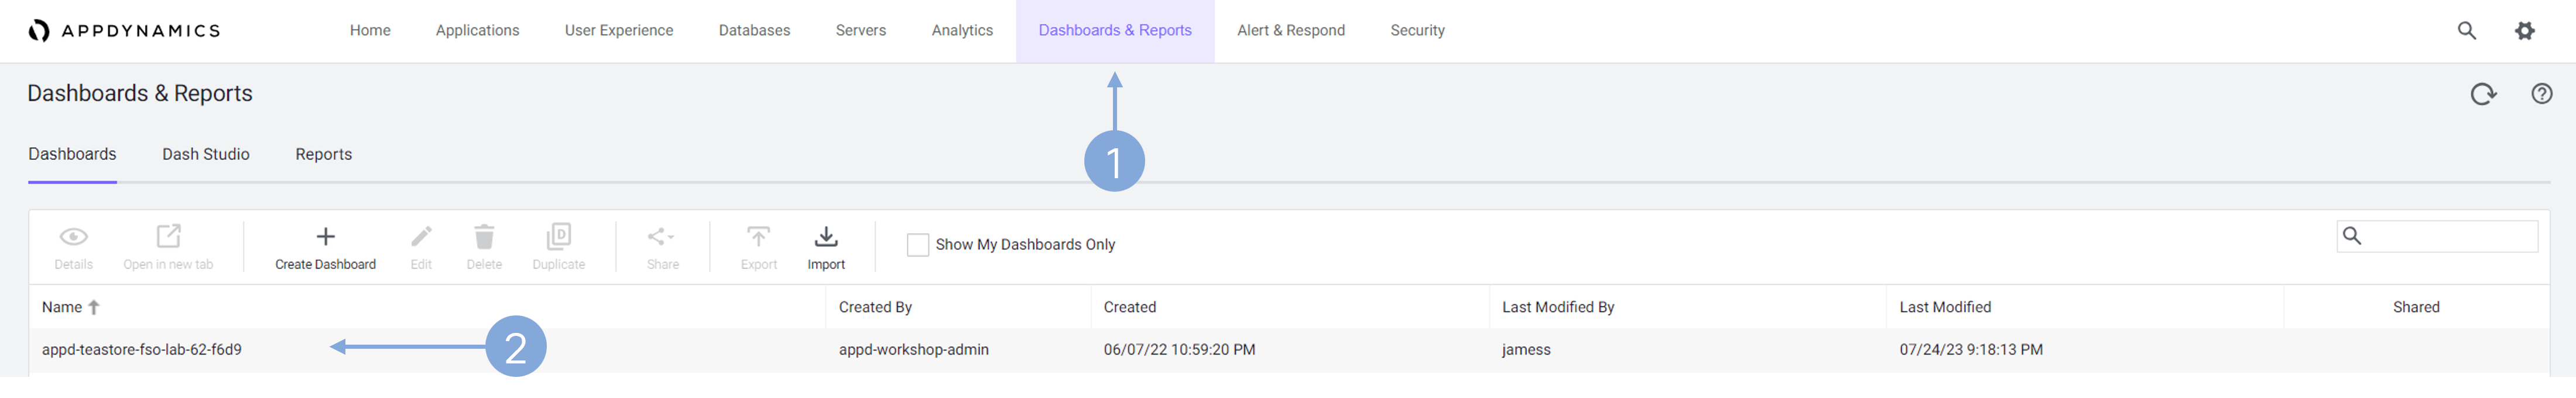 APPDYNAMICS Home Applications User Experience Databases Servers Analytics Dashboards & Reports Alert & Respond Security
Dashboards & Reports
1
Dashboards Dash Studio Reports
D
Details Open in new tab Create Dashboard Edit Delete Duplicate Share Export Import Show My Dashboards Only
Name Created By Created Last Modified By Last Modified Shared
appd-teastore-fso-lab-62-f6d9 2 appd-workshop-admin 06/07/22 10:59:20 PM jamess 07/24/23 9:18:13 PM